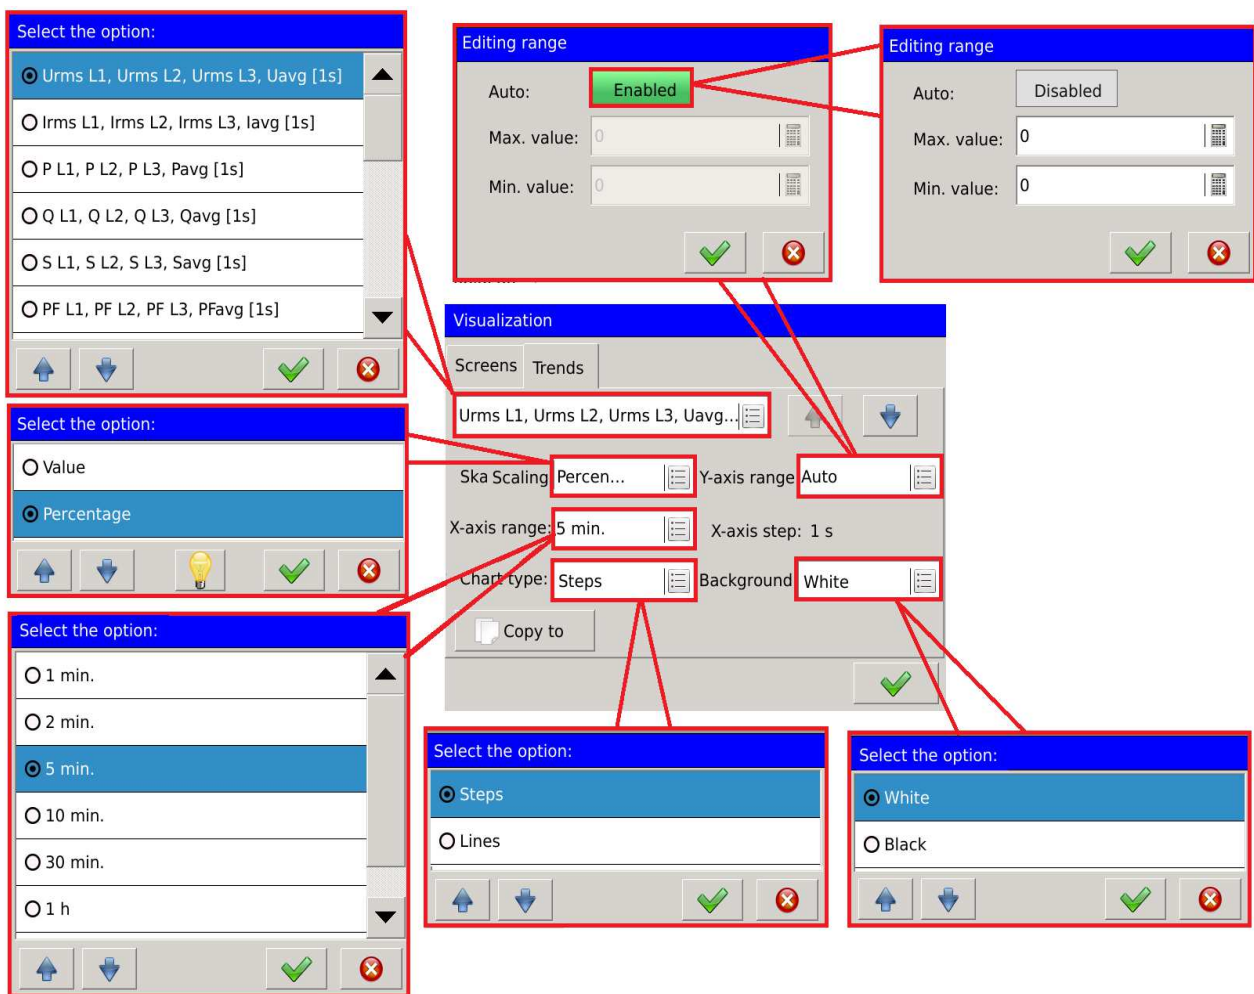 Select the option:
Urms L1, Urms L2, Urms L3, Uavg [1s]
Irms L1, Irms L2, Irms L3, Iavg [1s]
P L1, P L2, P L3, Pavg [1s]
Q L1, Q L2, Q L3, Qavg [1s]
S L1, S L2, S L3, Savg [1s]
PF L1, PF L2, PF L3, PFavg [1s]
Editing range
Auto: Enabled
Max. value: 0
Min. value: 0
Editing range
Auto: Disabled
Max. value: 0
Min. value: 0
Visualization
Screens Trends
Urms L1, Urms L2, Urms L3, Uavg...
Ska Scaling Percen... Y-axis range Auto
X-axis range: 5 min. X-axis step: 1 s
Chart type: Steps Background White
Copy to
Select the option:
Value
Percentage
Select the option:
1 min.
2 min.
5 min.
10 min.
30 min.
1 h
Select the option:
Steps
Lines
Select the option:
White
Black